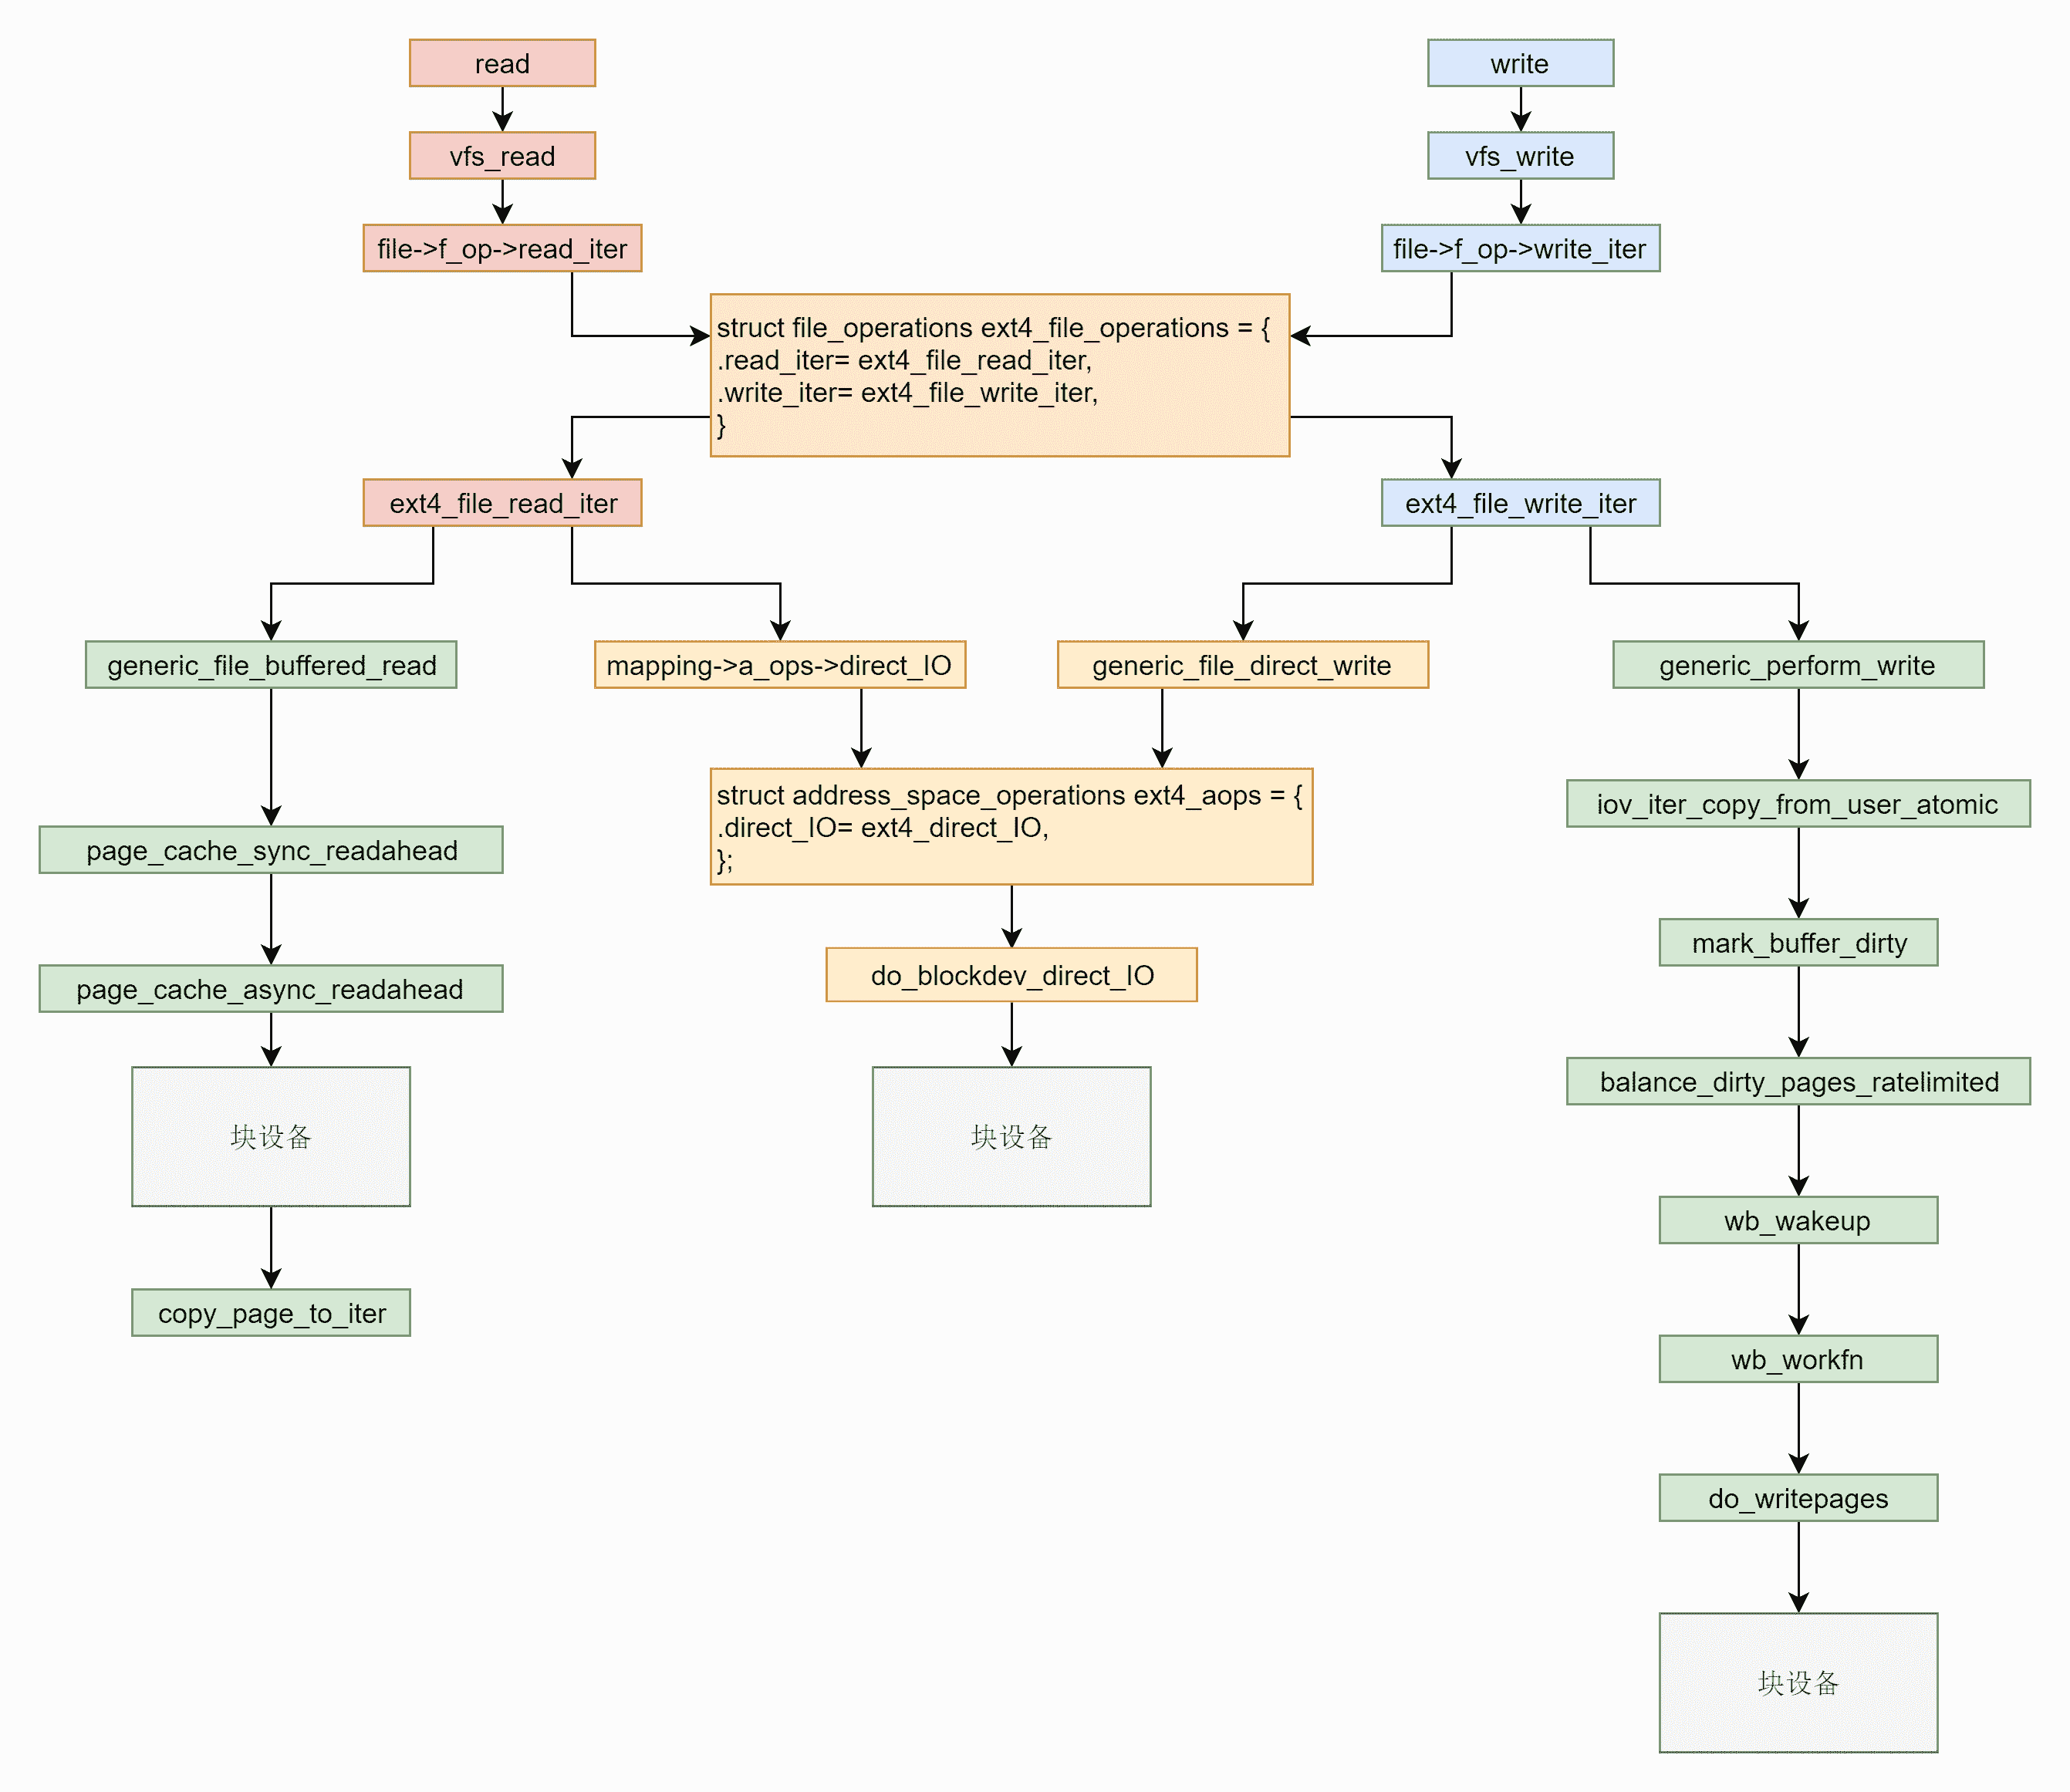 read
write
vfs_read
vfs_write
file->f_op->read_iter
file->f_op->write_iter
struct file_operations ext4_file_operations = {
.read_iter= ext4_file_read_iter,
.write_iter= ext4_file_write_iter,
}
ext4_file_read_iter
ext4_file_write_iter
generic_file_buffered_read
mapping->a_ops->direct_IO
generic_file_direct_write
generic_perform_write
struct address_space_operations ext4_aops = {
.direct_IO= ext4_direct_IO,
};
iov_iter_copy_from_user_atomic
page_cache_sync_readahead
mark_buffer_dirty
do_blockdev_direct_IO
page_cache_async_readahead
balance_dirty_pages_ratelimited
块设备
块设备
wb_wakeup
copy_page_to_iter
wb_workfn
do_writepages
块设备